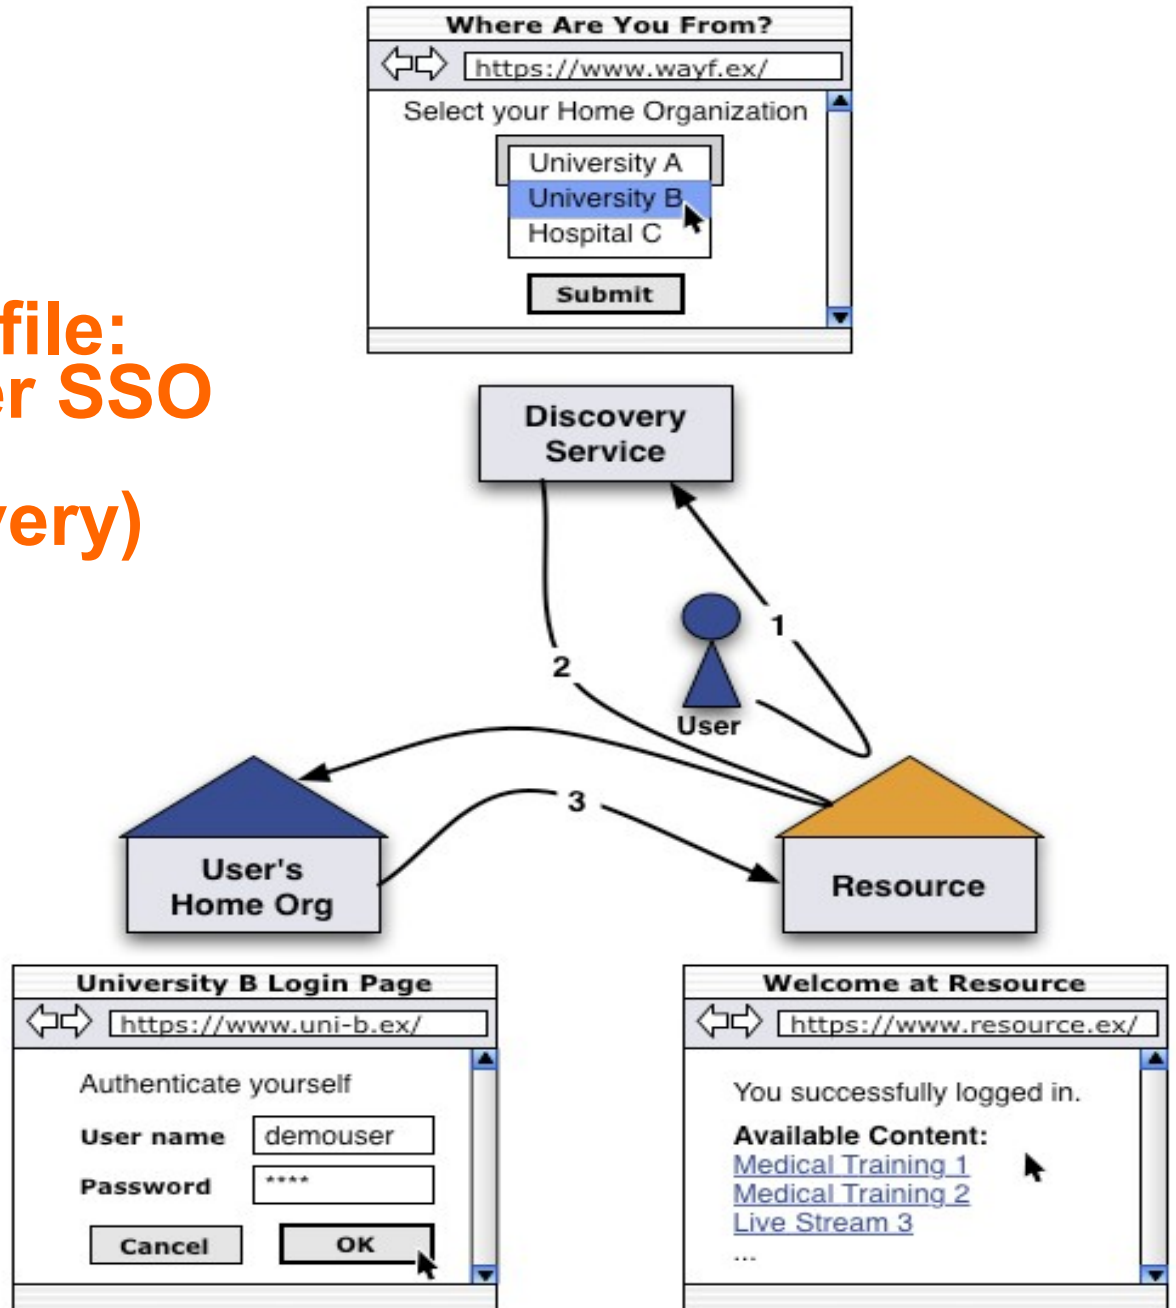 Where Are You From?
https://www.wayf.ex/
Select your Home Organization
University A
University B
Hospital C
Submit
file:
er SSO
very)
Discovery
Service
1
2
User
3
User's
Home Org
Resource
University B Login Page
https://www.uni-b.ex/
Authenticate yourself
User name demouser
Password ****
Cancel OK
Welcome at Resource
https://www.resource.ex/
You successfully logged in.
Available Content:
Medical Training 1
Medical Training 2
Live Stream 3
...